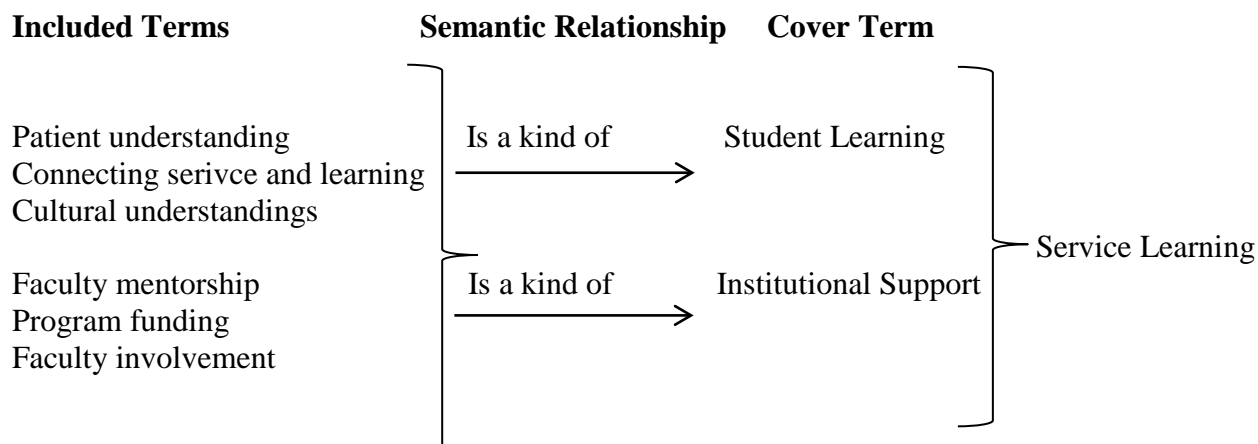 Included Terms Semantic Relationship Cover Term
Patient understanding Is a kind of Student Learning
Connecting serivce and learning
Cultural understandings
Service Learning
Faculty mentorship Is a kind of Institutional Support
Program funding
Faculty involvement